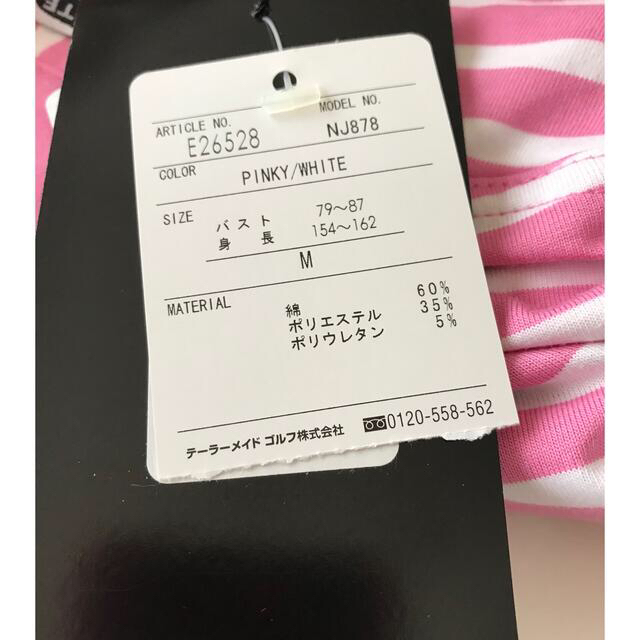 ARTICLE NO. MODEL NO.
E26528 NJ878
COLOR PINKY/WHITE
SIZE バスト 79～87
身 長 154～162
M
MATERIAL 綿 60%
ポリエステル 35%
ポリウレタン 5%
テーラーメイド ゴルフ株式会社 0120-558-562